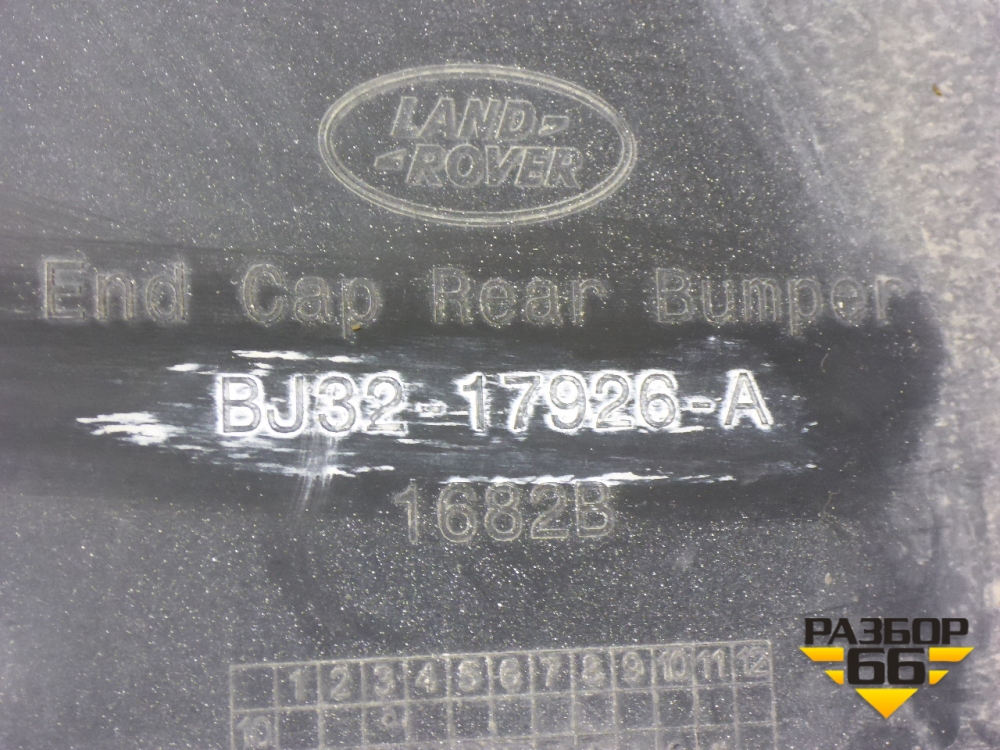 LAND-
-ROVER
End Cap Rear Bumper
BJ32-17926-A
1682B
1 2 3 4 5 6 7 8 9 10 11 12
10
РАЗБОР
66